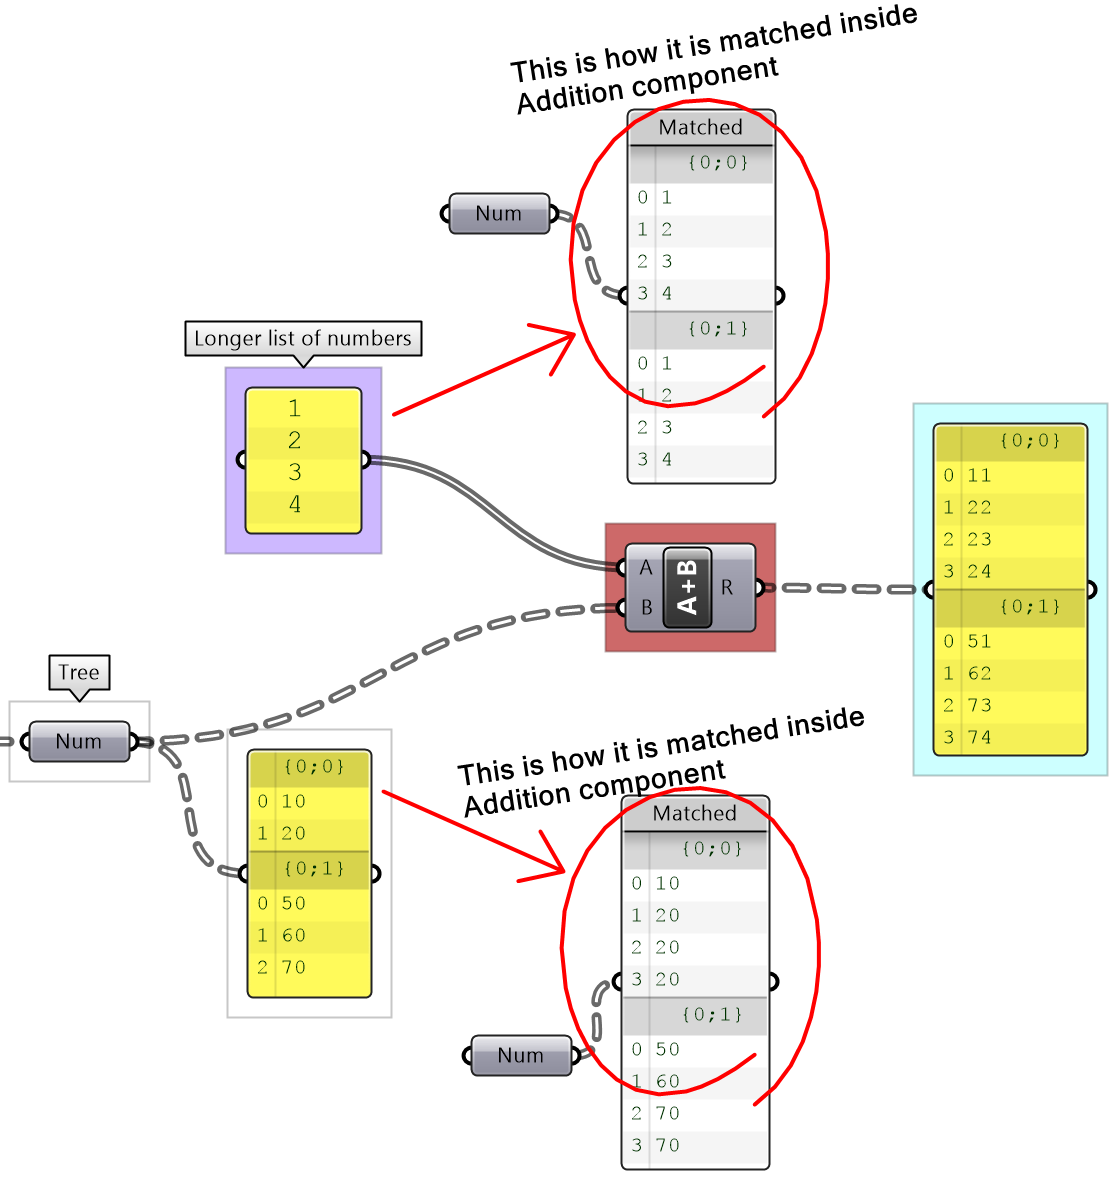 This is how it is matched inside
Addition component
Matched
{0;0}
0 1
1 2
2 3
3 4
{0;1}
0 1
1 2
2 3
3 4
Num
Longer list of numbers
1
2
3
4
A
B
A+B
R
{0;0}
0 11
1 22
2 23
3 24
{0;1}
0 51
1 62
2 73
3 74
Tree
Num
{0;0}
0 10
1 20
{0;1}
0 50
1 60
2 70
This is how it is matched inside
Addition component
Matched
{0;0}
0 10
1 20
2 20
3 20
{0;1}
0 50
1 60
2 70
3 70
Num